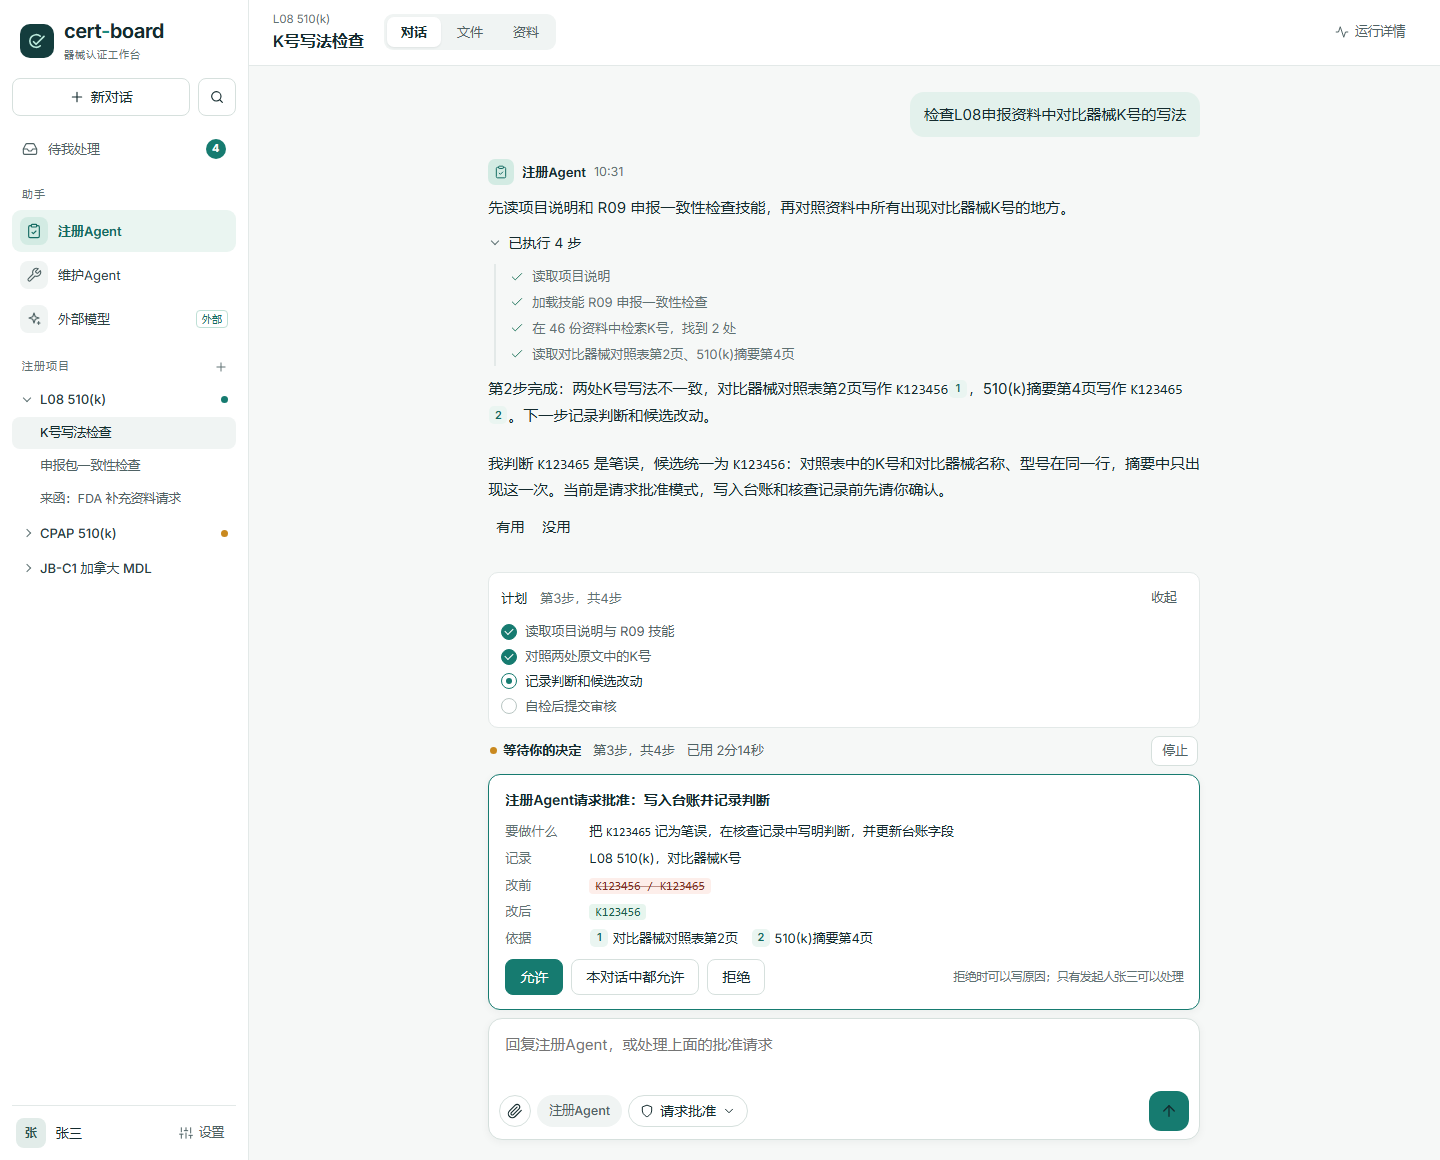 cert-board
器械认证工作台
新对话
待我处理
4
助手
注册Agent
维护Agent
外部模型
外部
注册项目
L08 510(k)
K号写法检查
申报包一致性检查
来函：FDA 补充资料请求
CPAP 510(k)
JB-C1 加拿大 MDL
张
张三
设置
L08 510(k)
K号写法检查
对话
文件
资料
运行详情
检查L08申报资料中对比器械K号的写法
注册Agent 10:31
先读项目说明和 R09 申报一致性检查技能，再对照资料中所有出现对比器械K号的地方。
已执行 4 步
读取项目说明
加载技能 R09 申报一致性检查
在 46 份资料中检索K号，找到 2 处
读取对比器械对照表第2页、510(k)摘要第4页
第2步完成：两处K号写法不一致，对比器械对照表第2页写作 K123456 1 ，510(k)摘要第4页写作 K123465
2 。下一步记录判断和候选改动。
我判断 K123465 是笔误，候选统一为 K123456：对照表中的K号和对比器械名称、型号在同一行，摘要中只出
现这一次。当前是请求批准模式，写入台账和核查记录前先请你确认。
有用 没用
计划 第3步，共4步
收起
读取项目说明与 R09 技能
对照两处原文中的K号
记录判断和候选改动
自检后提交审核
等待你的决定 第3步，共4步 已用 2分14秒
停止
注册Agent请求批准：写入台账并记录判断
要做什么 把 K123465 记为笔误，在核查记录中写明判断，并更新台账字段
记录 L08 510(k)，对比器械K号
改前 K123456 / K123465
改后 K123456
依据 1 对比器械对照表第2页 2 510(k)摘要第4页
允许
本对话中都允许
拒绝
拒绝时可以写原因；只有发起人张三可以处理
回复注册Agent，或处理上面的批准请求
注册Agent
请求批准